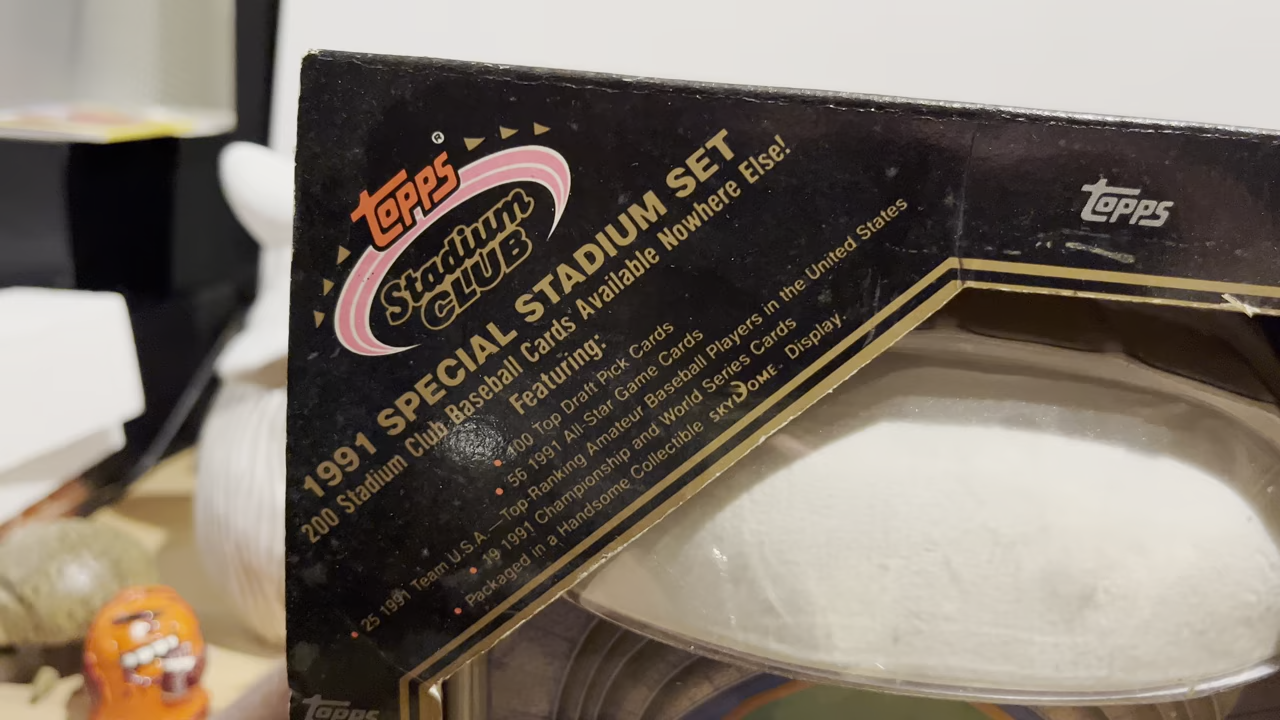 Topps®
Stadium
CLUB
1991 SPECIAL STADIUM SET
200 Stadium Club Baseball Cards Available Nowhere Else!
Featuring:
• 100 Top Draft Pick Cards
• 56 1991 All-Star Game Cards
• 25 1991 Team U.S.A.—Top-Ranking Amateur Baseball Players in the United States
• 19 1991 Championship and World Series Cards
• Packaged in a Handsome Collectible SKYDOME™ Display.
Topps
Topps